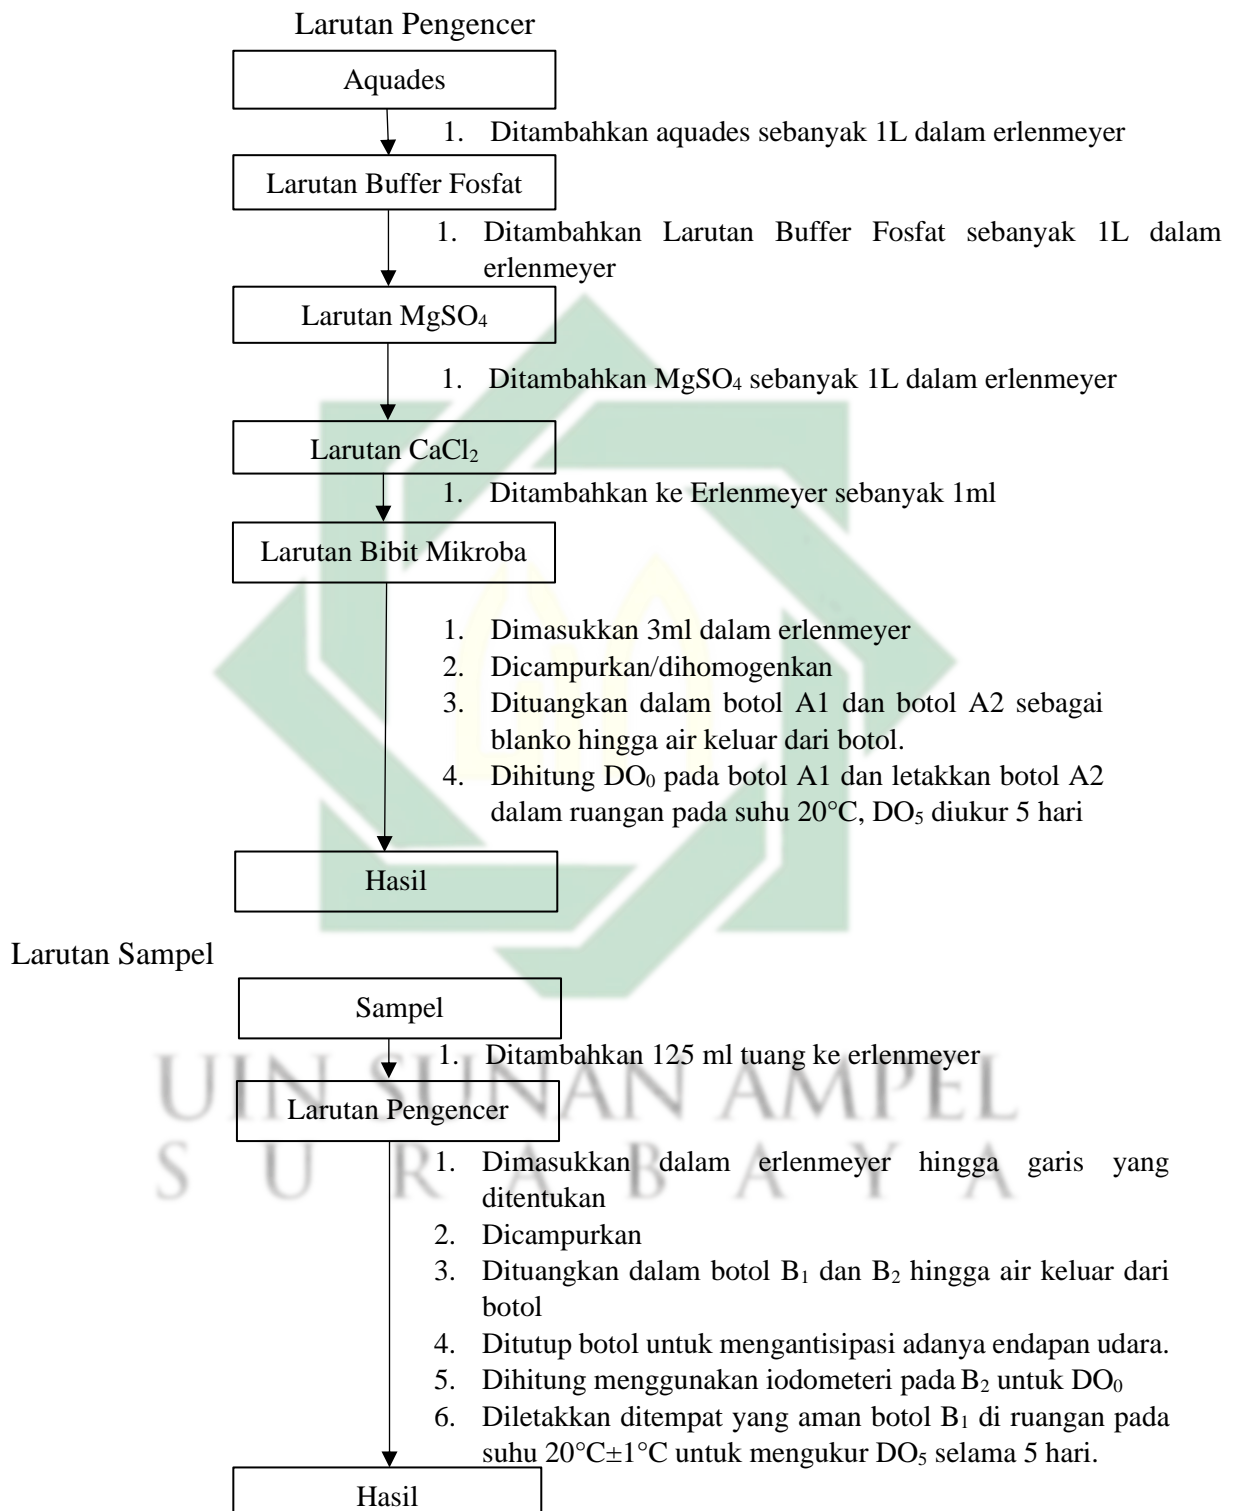 Larutan Pengencer
Aquades
1. Ditambahkan aquades sebanyak 1L dalam erlenmeyer
Larutan Buffer Fosfat
1. Ditambahkan Larutan Buffer Fosfat sebanyak 1L dalam
erlenmeyer
Larutan MgSO₄
1. Ditambahkan MgSO₄ sebanyak 1L dalam erlenmeyer
Larutan CaCl₂
1. Ditambahkan ke Erlenmeyer sebanyak 1ml
Larutan Bibit Mikroba
1. Dimasukkan 3ml dalam erlenmeyer
2. Dicampurkan/dihomogenkan
3. Dituangkan dalam botol A1 dan botol A2 sebagai
blanko hingga air keluar dari botol.
4. Dihitung DO₀ pada botol A1 dan letakkan botol A2
dalam ruangan pada suhu 20°C, DO₅ diukur 5 hari
Hasil
Larutan Sampel
Sampel
1. Ditambahkan 125 ml tuang ke erlenmeyer
Larutan Pengencer
1. Dimasukkan dalam erlenmeyer hingga garis yang
ditentukan
2. Dicampurkan
3. Dituangkan dalam botol B₁ dan B₂ hingga air keluar dari
botol
4. Ditutup botol untuk mengantisipasi adanya endapan udara.
5. Dihitung menggunakan iodometeri pada B₂ untuk DO₀
6. Diletakkan ditempat yang aman botol B₁ di ruangan pada
suhu 20°C±1°C untuk mengukur DO₅ selama 5 hari.
Hasil
UIN SUNAN AMPEL
SURABAYA